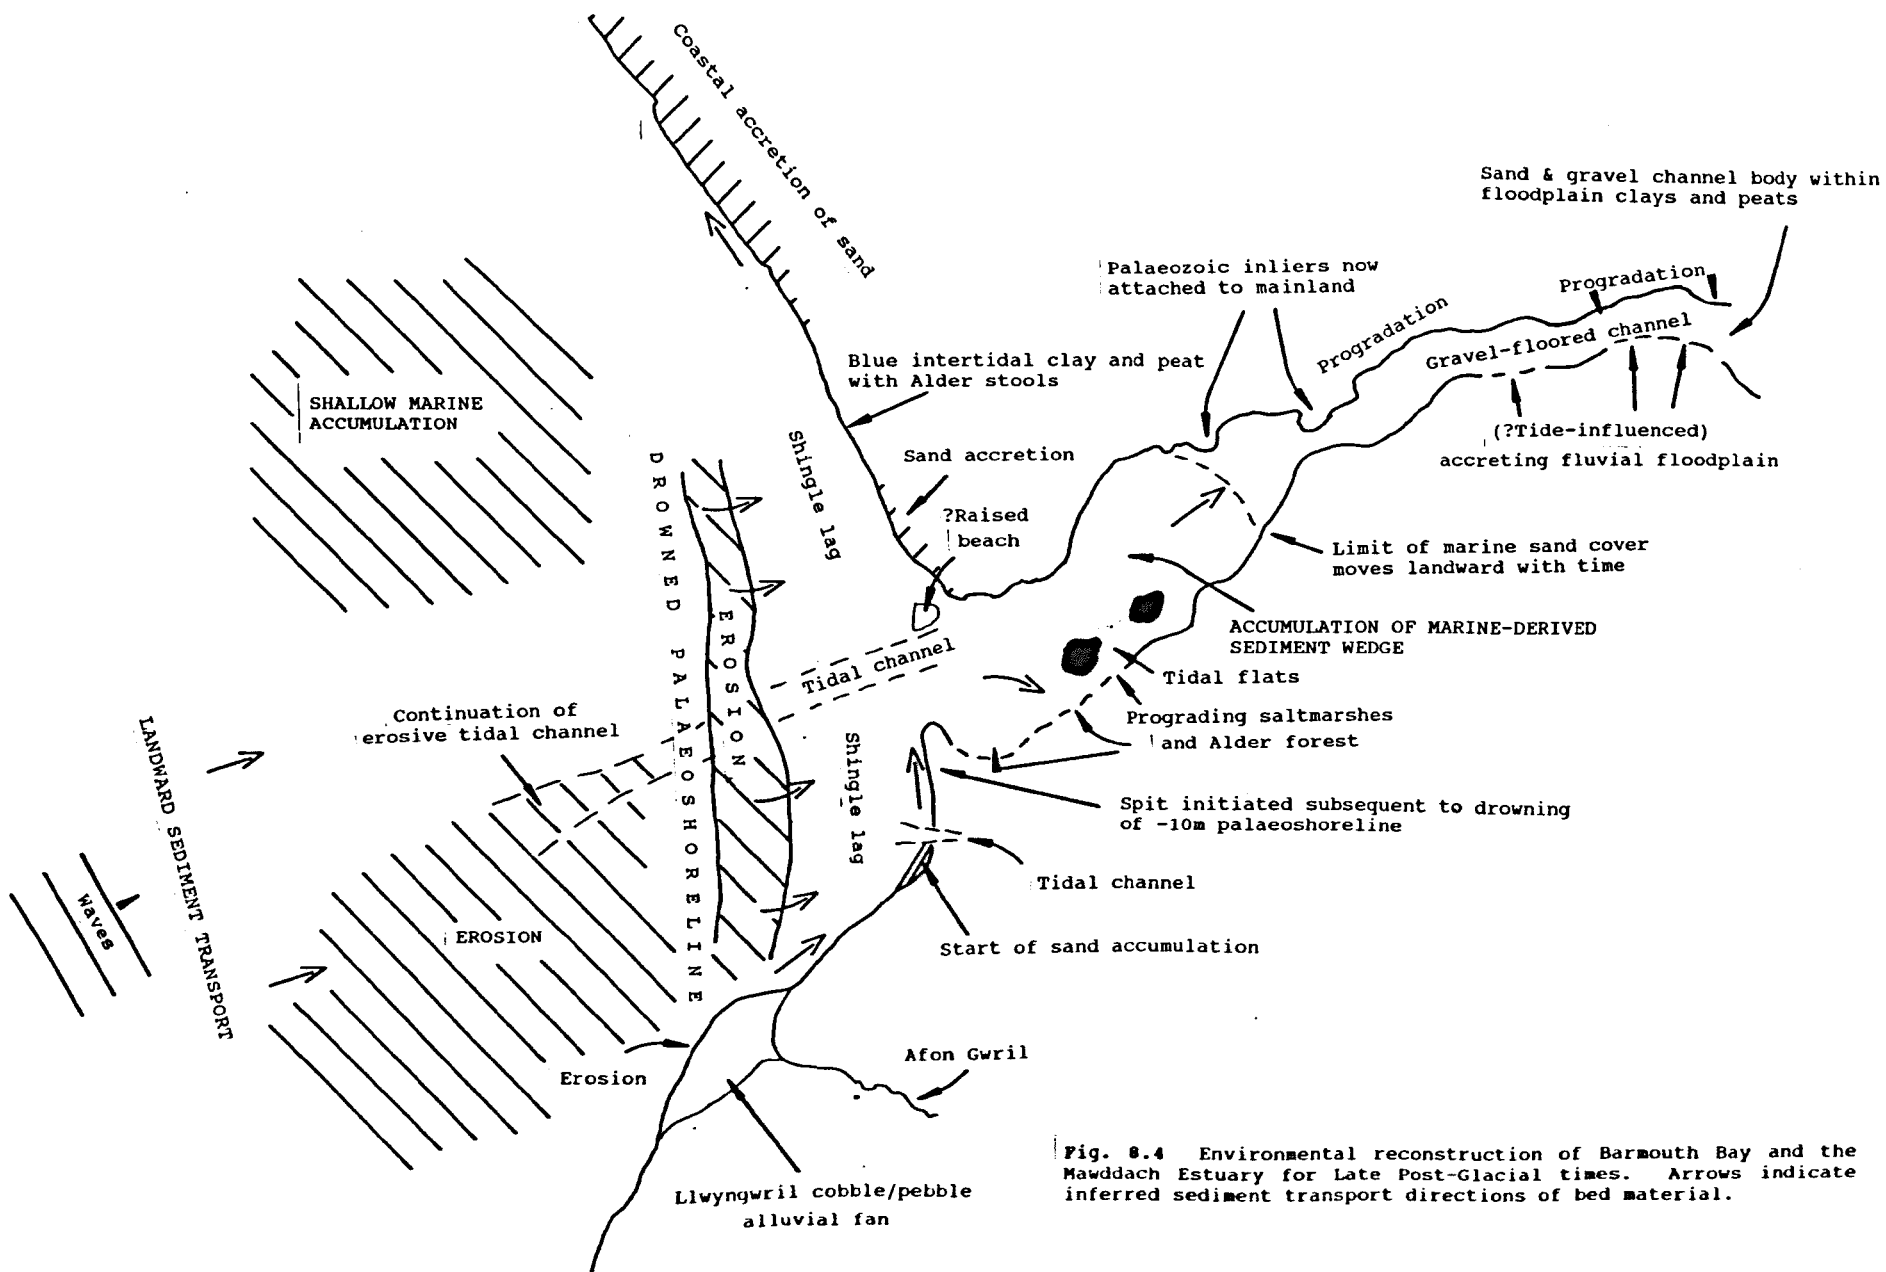 Coastal accretion of sand
Sand & gravel channel body within
floodplain clays and peats
Palaeozoic inliers now
attached to mainland
Progradation
Progradation
Gravel-floored channel
Blue intertidal clay and peat
with Alder stools
(?Tide-influenced)
accreting fluvial floodplain
SHALLOW MARINE
ACCUMULATION
Shingle lag
Sand accretion
?Raised
beach
Limit of marine sand cover
moves landward with time
DROWNED PALAEOSHORELINE
EROSION
ACCUMULATION OF MARINE-DERIVED
SEDIMENT WEDGE
Tidal channel
Tidal flats
Continuation of
erosive tidal channel
Prograding saltmarshes
and Alder forest
LANDWARD SEDIMENT TRANSPORT
Shingle lag
Spit initiated subsequent to drowning
of -10m palaeoshoreline
Waves
Tidal channel
EROSION
Start of sand accumulation
Erosion
Afon Gwril
Llwyngwril cobble/pebble
alluvial fan
Fig. 8.4 Environmental reconstruction of Barmouth Bay and the
Mawddach Estuary for Late Post-Glacial times. Arrows indicate
inferred sediment transport directions of bed material.